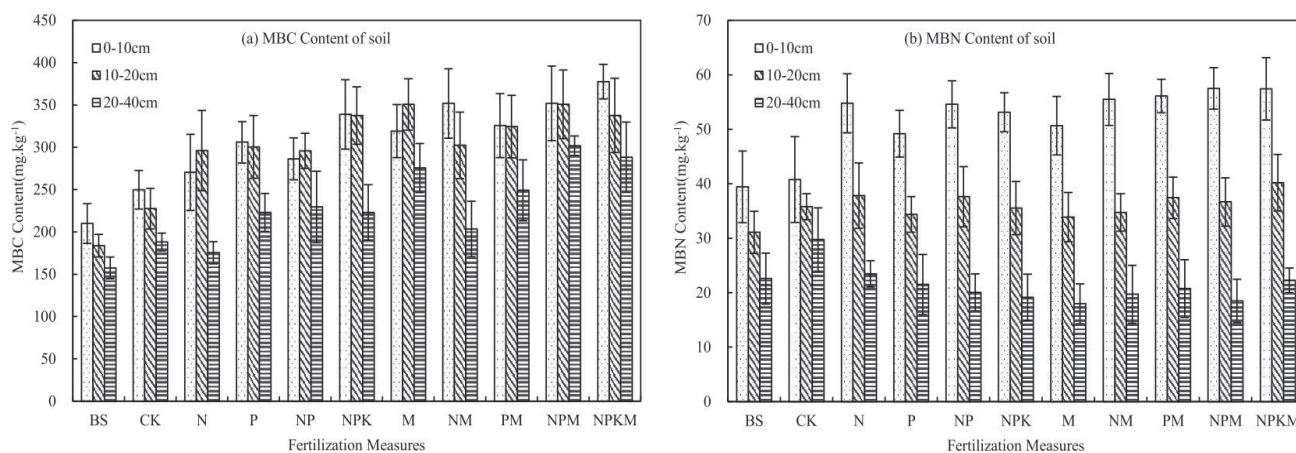 (a) MBC Content of soil
0-10cm
10-20cm
20-40cm
MBC Content(mg.kg⁻¹)
450
400
350
300
250
200
150
100
50
0
BS CK N P NP NPK M NM PM NPM NPKM
Fertilization Measures
(b) MBN Content of soil
0-10cm
10-20cm
20-40cm
MBN Content(mg.kg⁻¹)
70
60
50
40
30
20
10
0
BS CK N P NP NPK M NM PM NPM NPKM
Fertilization Measures